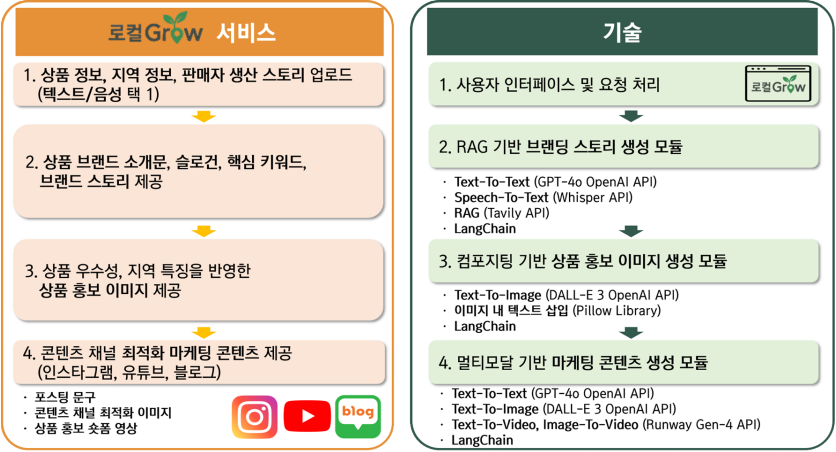 로컬Grow 서비스
1. 상품 정보, 지역 정보, 판매자 생산 스토리 업로드
(텍스트/음성 택 1)
2. 상품 브랜드 소개문, 슬로건, 핵심 키워드,
브랜드 스토리 제공
3. 상품 우수성, 지역 특징을 반영한
상품 홍보 이미지 제공
4. 콘텐츠 채널 최적화 마케팅 콘텐츠 제공
(인스타그램, 유튜브, 블로그)
· 포스팅 문구
· 콘텐츠 채널 최적화 이미지
· 상품 홍보 숏폼 영상
blog
기술
1. 사용자 인터페이스 및 요청 처리
로컬Grow
2. RAG 기반 브랜딩 스토리 생성 모듈
· Text-To-Text (GPT-4o OpenAI API)
· Speech-To-Text (Whisper API)
· RAG (Tavily API)
· LangChain
3. 컴포지팅 기반 상품 홍보 이미지 생성 모듈
· Text-To-Image (DALL-E 3 OpenAI API)
· 이미지 내 텍스트 삽입 (Pillow Library)
· LangChain
4. 멀티모달 기반 마케팅 콘텐츠 생성 모듈
· Text-To-Text (GPT-4o OpenAI API)
· Text-To-Image (DALL-E 3 OpenAI API)
· Text-To-Video, Image-To-Video (Runway Gen-4 API)
· LangChain